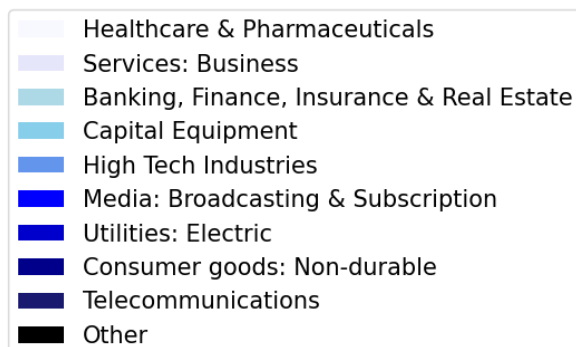 Healthcare & Pharmaceuticals
Services: Business
Banking, Finance, Insurance & Real Estate
Capital Equipment
High Tech Industries
Media: Broadcasting & Subscription
Utilities: Electric
Consumer goods: Non-durable
Telecommunications
Other